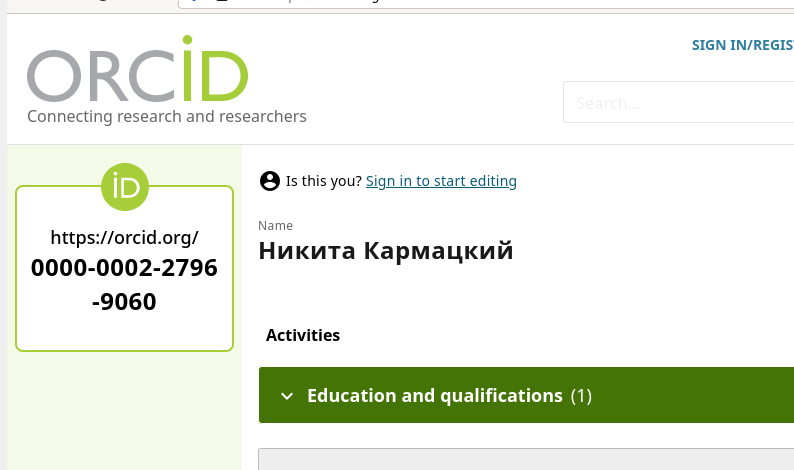 SIGN IN/REGIS
ORCID
Connecting research and researchers
Search...
iD
Is this you? Sign in to start editing
https://orcid.org/
0000-0002-2796
-9060
Name
Никита Кармацкий
Activities
Education and qualifications (1)